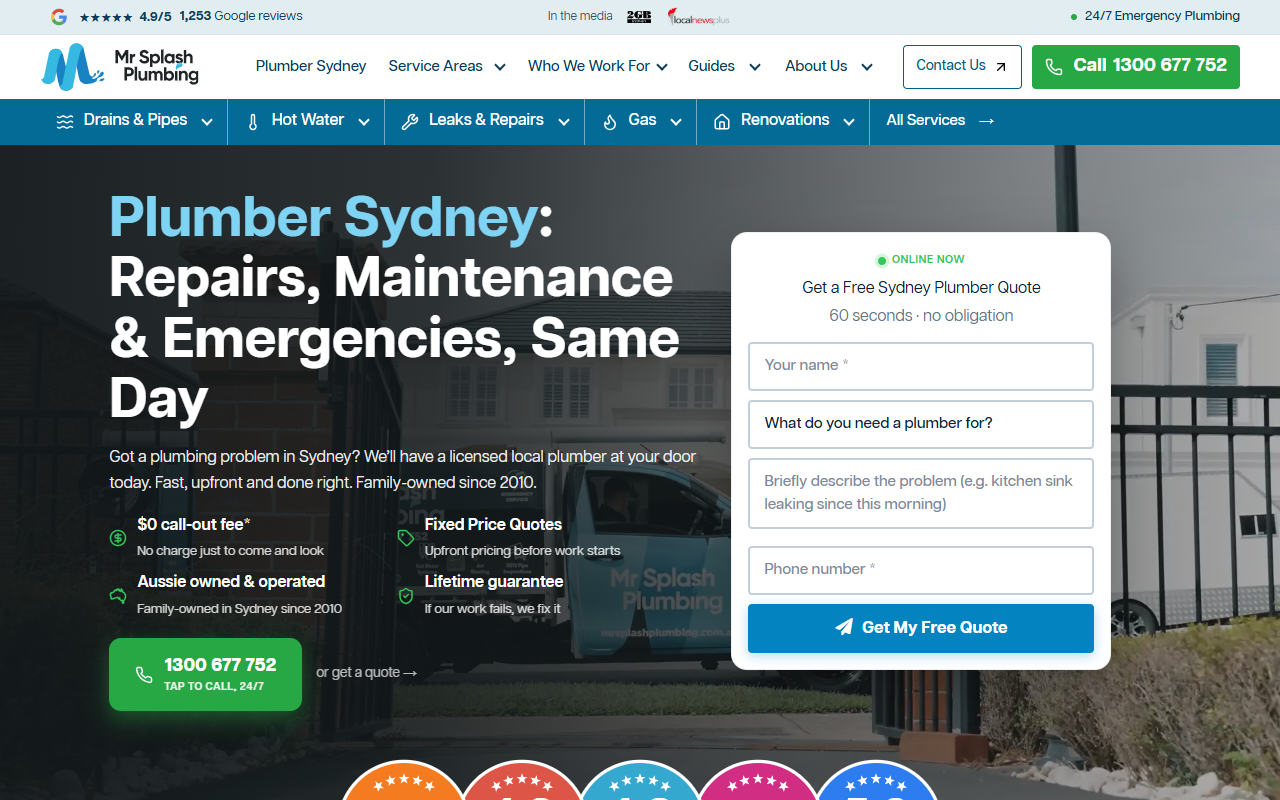 4.9/5 1,253 Google reviews
In the media 2GB localnewsplus
24/7 Emergency Plumbing
Mr Splash
Plumbing
Plumber Sydney Service Areas Who We Work For Guides About Us Contact Us Call 1300 677 752
Drains & Pipes Hot Water Leaks & Repairs Gas Renovations All Services →
Plumber Sydney:
Repairs, Maintenance
& Emergencies, Same
Day
Got a plumbing problem in Sydney? We'll have a licensed local plumber at your door
today. Fast, upfront and done right. Family-owned since 2010.
$0 call-out fee*
No charge just to come and look
Fixed Price Quotes
Upfront pricing before work starts
Aussie owned & operated
Family-owned in Sydney since 2010
Lifetime guarantee
If our work fails, we fix it
1300 677 752
TAP TO CALL, 24/7
or get a quote →
ONLINE NOW
Get a Free Sydney Plumber Quote
60 seconds · no obligation
Your name *
What do you need a plumber for?
Briefly describe the problem (e.g. kitchen sink
leaking since this morning)
Phone number *
Get My Free Quote
Mr Splash
Plumbing
mrsplashplumbing.com.a